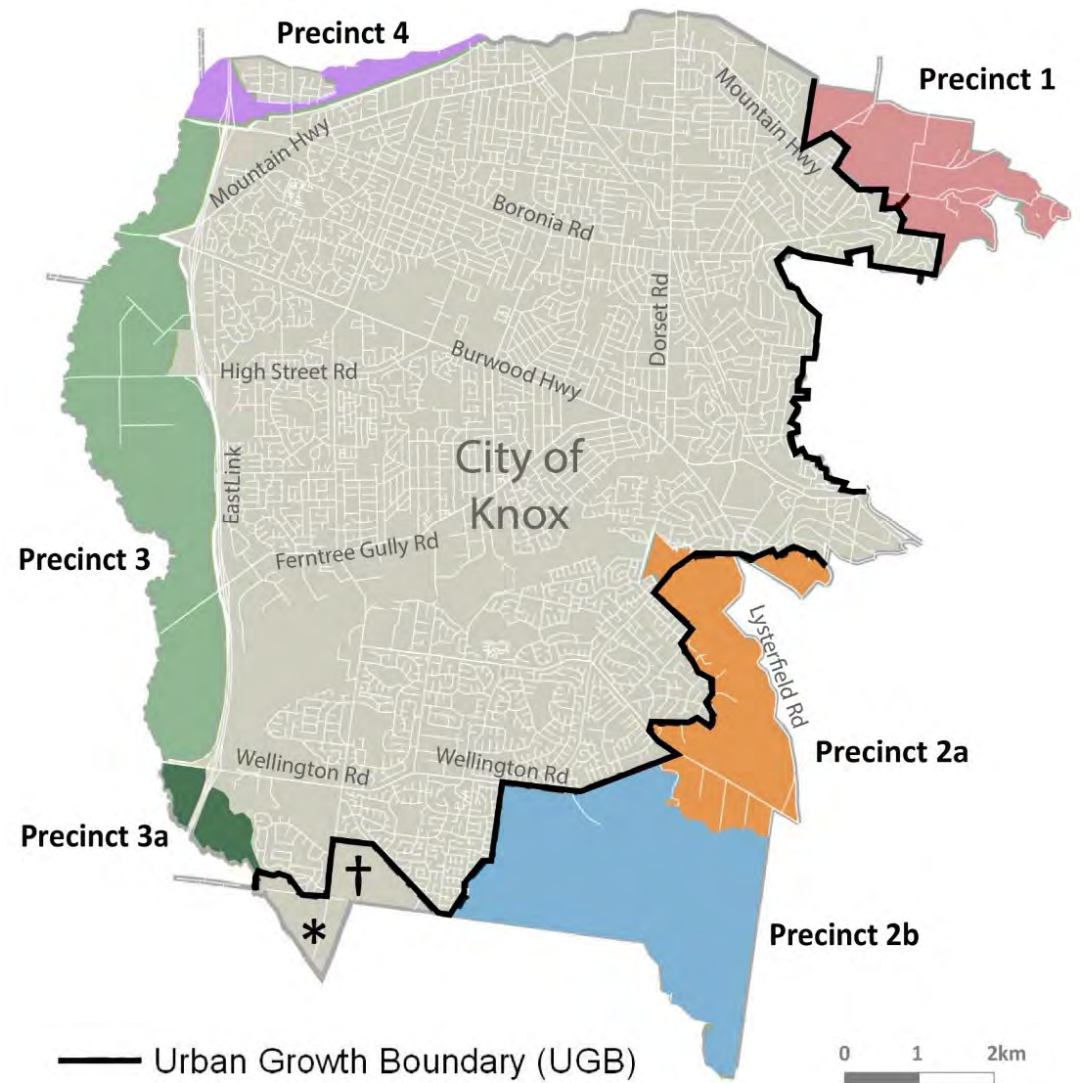 Precinct 4
Precinct 1
Mountain Hwy
Mountain Hwy
Boronia Rd
Dorset Rd
Burwood Hwy
High Street Rd
City of
Knox
EastLink
Ferntree Gully Rd
Precinct 3
Lysterfield Rd
Wellington Rd
Wellington Rd
Precinct 2a
Precinct 3a
†
*
Precinct 2b
Urban Growth Boundary (UGB)
0 1 2km